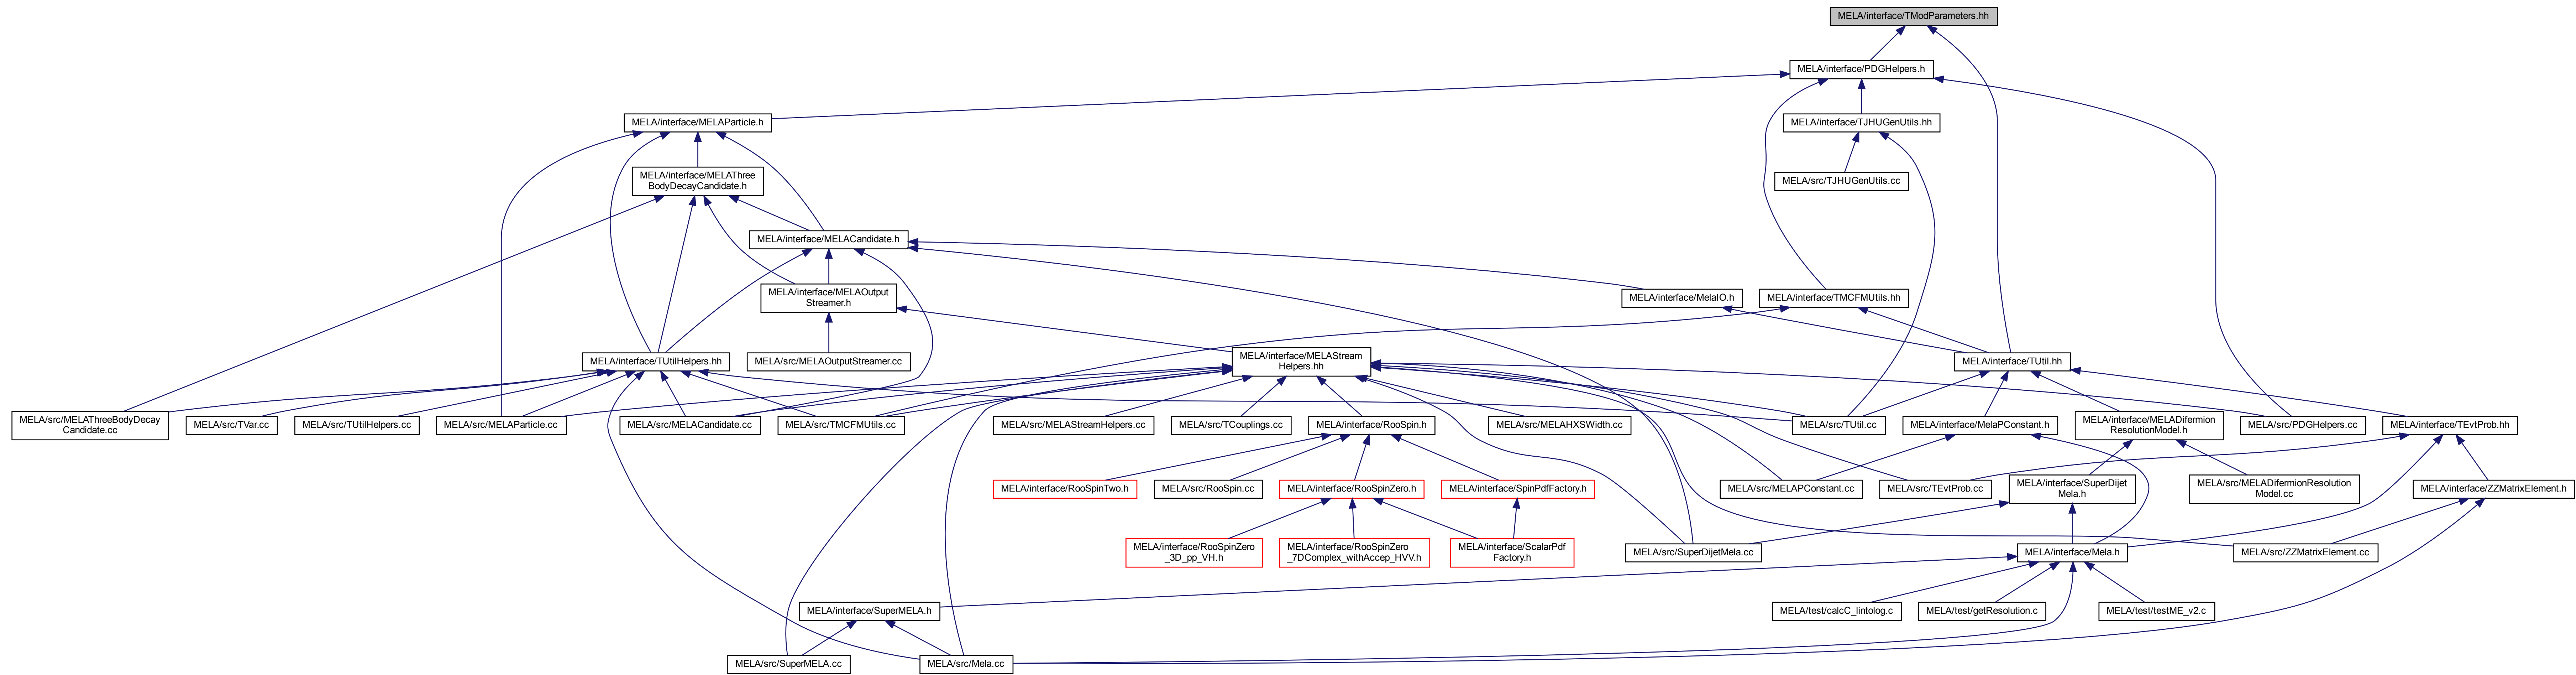 MELA/interface/TModParameters.hh
MELA/interface/PDGHelpers.h
MELA/interface/MELAParticle.h
MELA/interface/TJHUGenUtils.hh
MELA/interface/MELAThree
BodyDecayCandidate.h
MELA/src/TJHUGenUtils.cc
MELA/interface/MELACandidate.h
MELA/interface/MELAOutput
Streamer.h
MELA/interface/MelaIO.h
MELA/interface/TMCFMUtils.hh
MELA/interface/TUtilHelpers.hh
MELA/src/MELAOutputStreamer.cc
MELA/interface/MELAStream
Helpers.hh
MELA/interface/TUtil.hh
MELA/src/MELAThreeBodyDecay
Candidate.cc
MELA/src/TVar.cc
MELA/src/TUtilHelpers.cc
MELA/src/MELAParticle.cc
MELA/src/MELACandidate.cc
MELA/src/TMCFMUtils.cc
MELA/src/MELAStreamHelpers.cc
MELA/src/TCouplings.cc
MELA/interface/RooSpin.h
MELA/src/MELAHXSWidth.cc
MELA/src/TUtil.cc
MELA/interface/MelaPConstant.h
MELA/interface/MELADifermion
ResolutionModel.h
MELA/src/PDGHelpers.cc
MELA/interface/TEvtProb.hh
MELA/interface/RooSpinTwo.h
MELA/src/RooSpin.cc
MELA/interface/RooSpinZero.h
MELA/interface/SpinPdfFactory.h
MELA/src/MELAPConstant.cc
MELA/src/TEvtProb.cc
MELA/interface/SuperDijet
Mela.h
MELA/src/MELADifermionResolution
Model.cc
MELA/interface/ZZMatrixElement.h
MELA/interface/RooSpinZero
_3D_pp_VH.h
MELA/interface/RooSpinZero
_7DComplex_withAccep_HVV.h
MELA/interface/ScalarPdf
Factory.h
MELA/src/SuperDijetMela.cc
MELA/interface/Mela.h
MELA/src/ZZMatrixElement.cc
MELA/interface/SuperMELA.h
MELA/test/calcC_lintolog.c
MELA/test/getResolution.c
MELA/test/testME_v2.c
MELA/src/SuperMELA.cc
MELA/src/Mela.cc